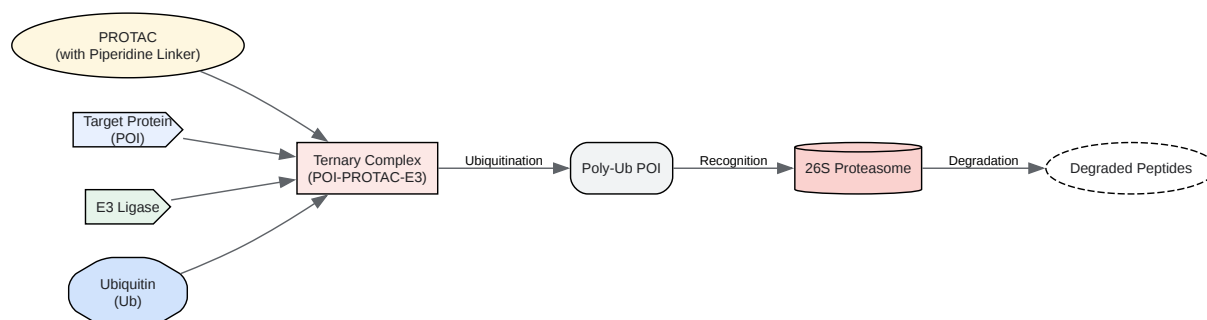 PROTAC
(with Piperidine Linker)
Target Protein
(POI)
E3 Ligase
Ubiquitin
(Ub)
Ternary Complex
(POI-PROTAC-E3)
Ubiquitination
Poly-Ub POI
Recognition
26S Proteasome
Degradation
Degraded Peptides